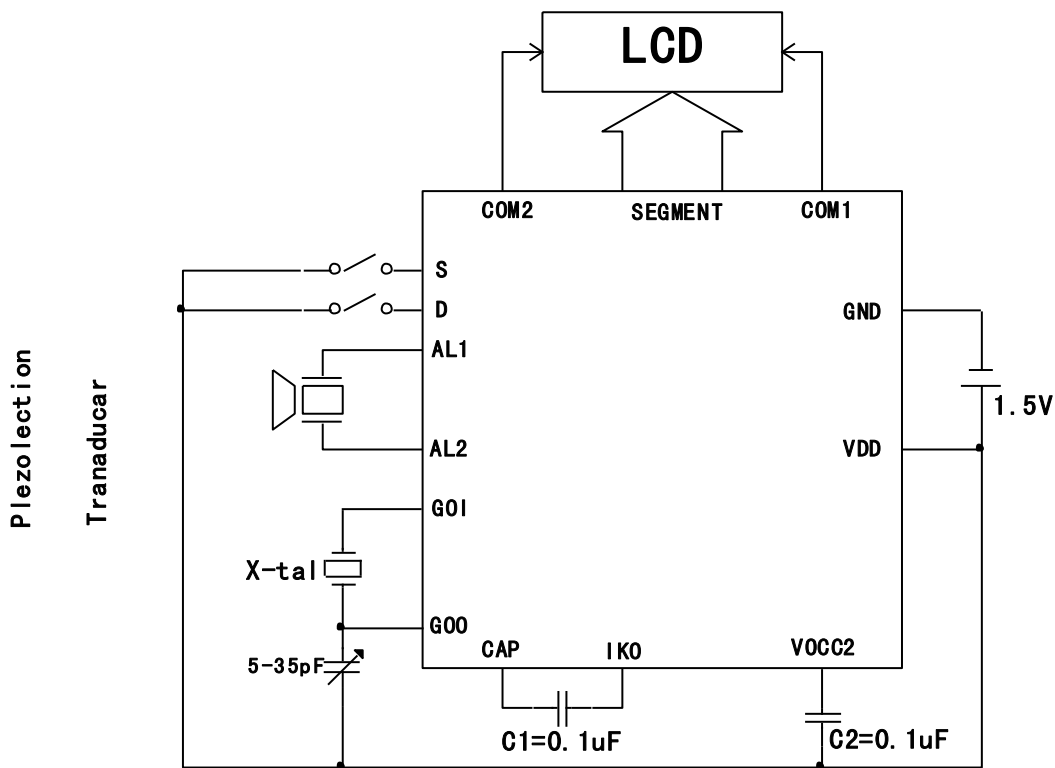 LCD
COM2
SEGMENT
COM1
S
D
GND
AL1
1.5V
AL2
VDD
Plezolection
Tranaducar
GOI
X-tal
GOO
CAP
IKO
VOCC2
5-35pF
C1=0.1uF
C2=0.1uF